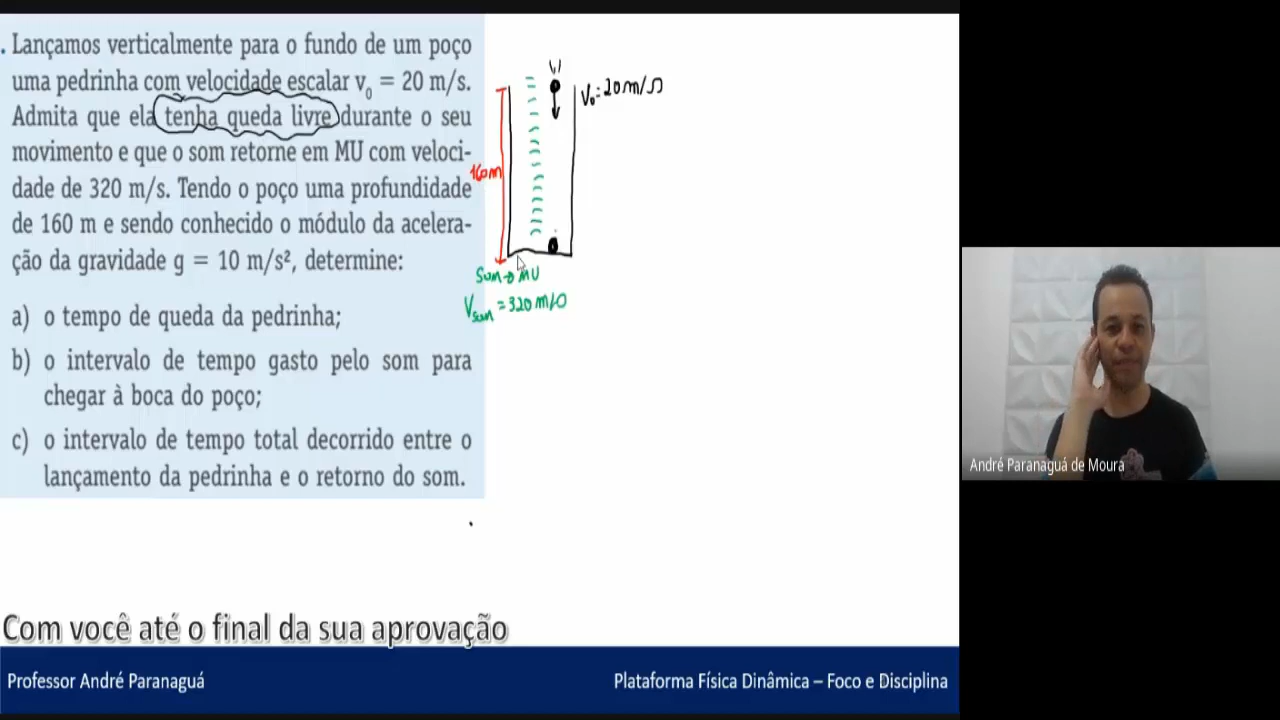 . Lançamos verticalmente para o fundo de um poço
uma pedrinha com velocidade escalar v₀ = 20 m/s.
Admita que ela tenha queda livre durante o seu
movimento e que o som retorne em MU com veloci-
dade de 320 m/s. Tendo o poço uma profundidade
de 160 m e sendo conhecido o módulo da acelera-
ção da gravidade g = 10 m/s², determine:
a) o tempo de queda da pedrinha;
b) o intervalo de tempo gasto pelo som para
chegar à boca do poço;
c) o intervalo de tempo total decorrido entre o
lançamento da pedrinha e o retorno do som.
V₀ = 20 m/s
160m
Som → MU
Vsom = 320 m/s
André Paranaguá de Moura
Com você até o final da sua aprovação
Professor André Paranaguá
Plataforma Física Dinâmica – Foco e Disciplina